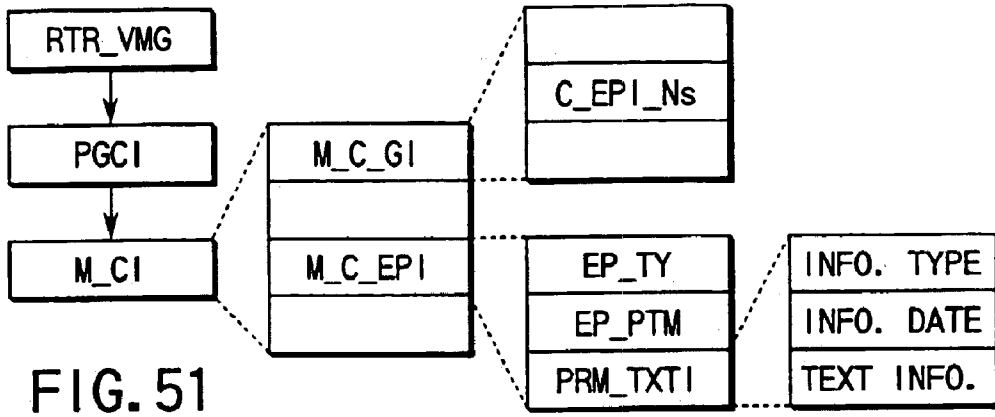 RTR_VMG
PGCI
M_CI
M_C_GI
M_C_EPI
C_EPI_Ns
EP_TY
EP_PTM
PRM_TXTI
INFO. TYPE
INFO. DATE
TEXT INFO.
FIG. 51